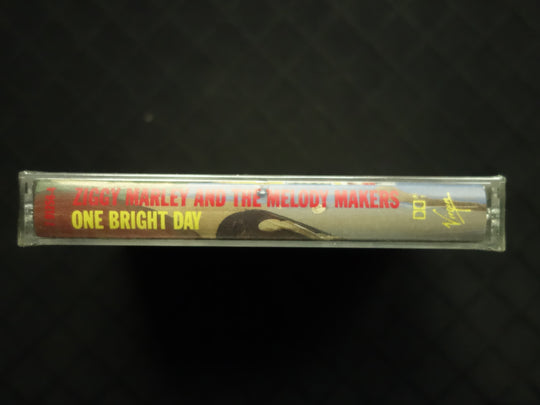 ZIGGY MARLEY AND THE MELODY MAKERS
ONE BRIGHT DAY
Virgin